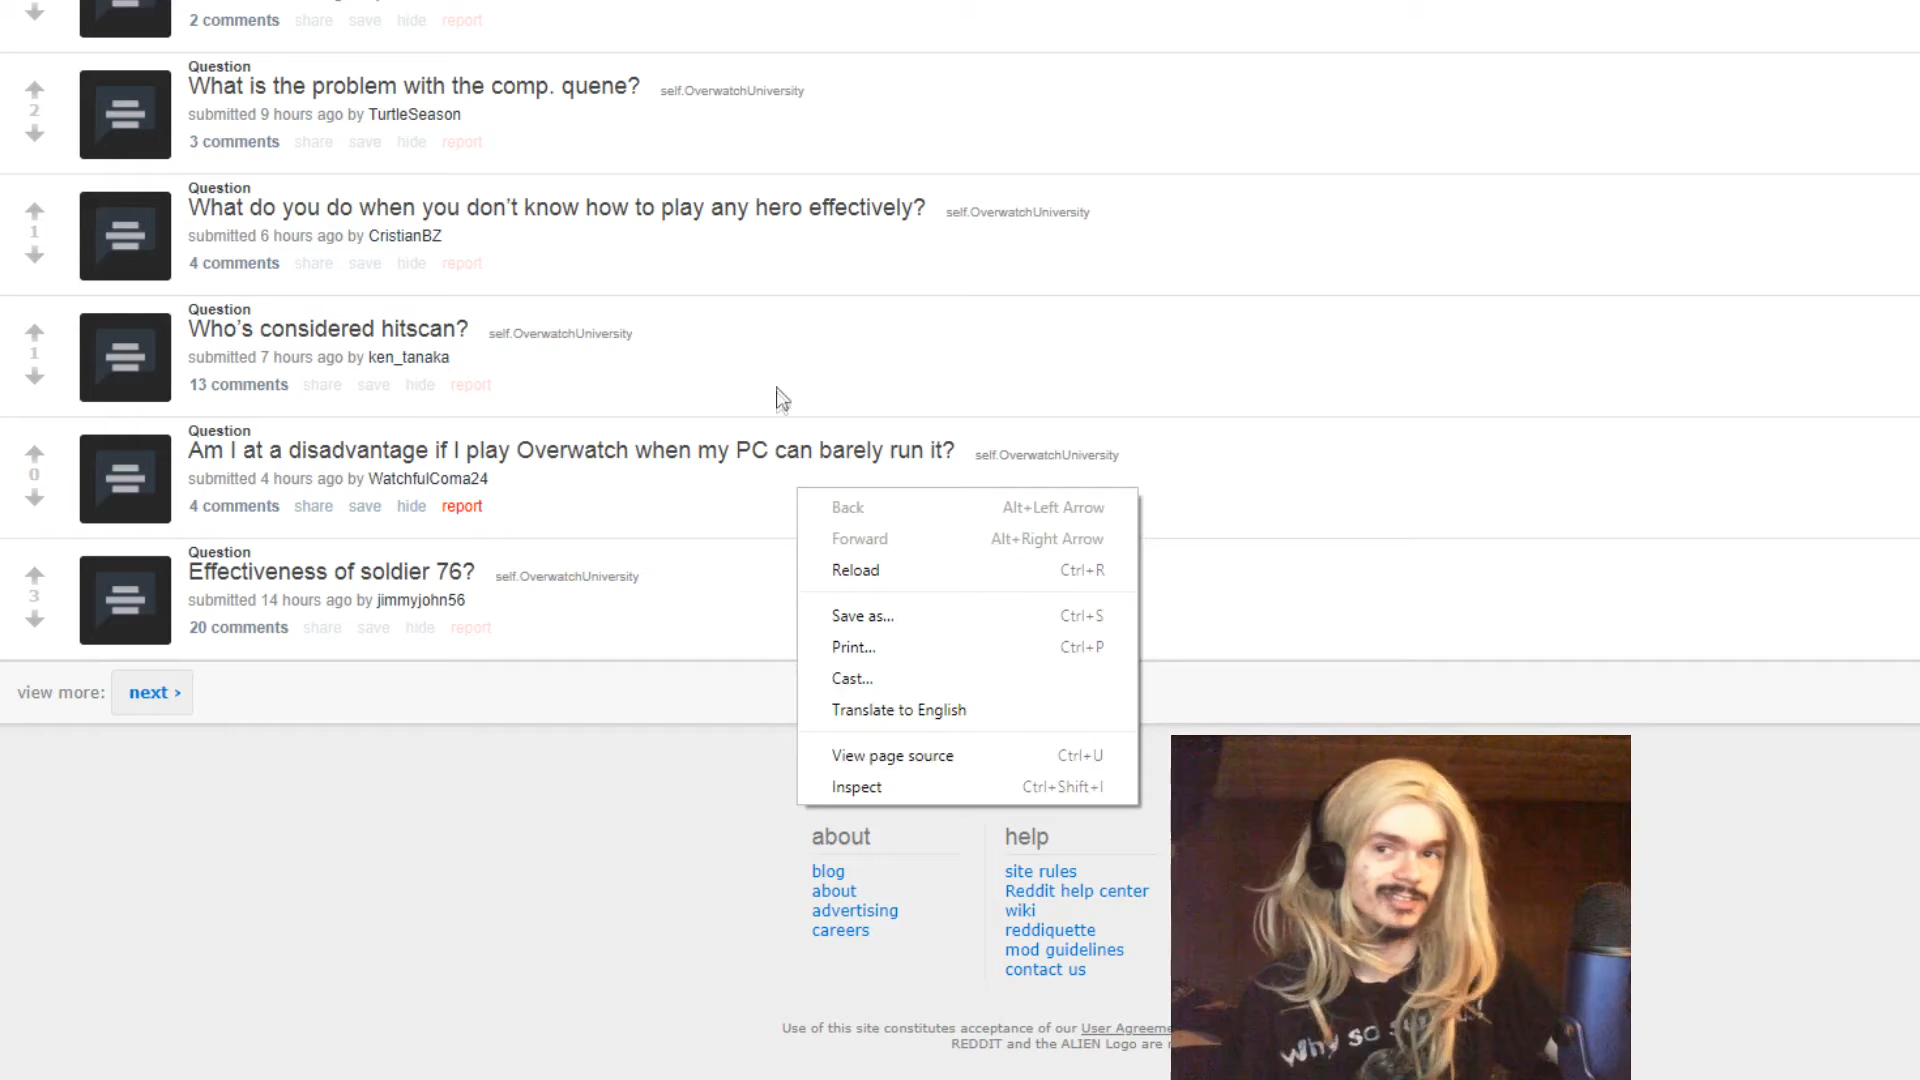 2 comments share save hide report
Question
What is the problem with the comp. quene? self.OverwatchUniversity
2
submitted 9 hours ago by TurtleSeason
3 comments share save hide report
Question
What do you do when you don't know how to play any hero effectively? self.OverwatchUniversity
1
submitted 6 hours ago by CristianBZ
4 comments share save hide report
Question
Who's considered hitscan? self.OverwatchUniversity
1
submitted 7 hours ago by ken_tanaka
13 comments share save hide report
Question
Am I at a disadvantage if I play Overwatch when my PC can barely run it? self.OverwatchUniversity
0
submitted 4 hours ago by WatchfulComa24
4 comments share save hide report
Question
Effectiveness of soldier 76? self.OverwatchUniversity
3
submitted 14 hours ago by jimmyjohn56
20 comments share save hide report
view more: next ›
Back Alt+Left Arrow
Forward Alt+Right Arrow
Reload Ctrl+R
Save as... Ctrl+S
Print... Ctrl+P
Cast...
Translate to English
View page source Ctrl+U
Inspect Ctrl+Shift+I
about
blog
about
advertising
careers
help
site rules
Reddit help center
wiki
reddiquette
mod guidelines
contact us
Use of this site constitutes acceptance of our User
REDDIT and the ALIEN Logo are
Why so